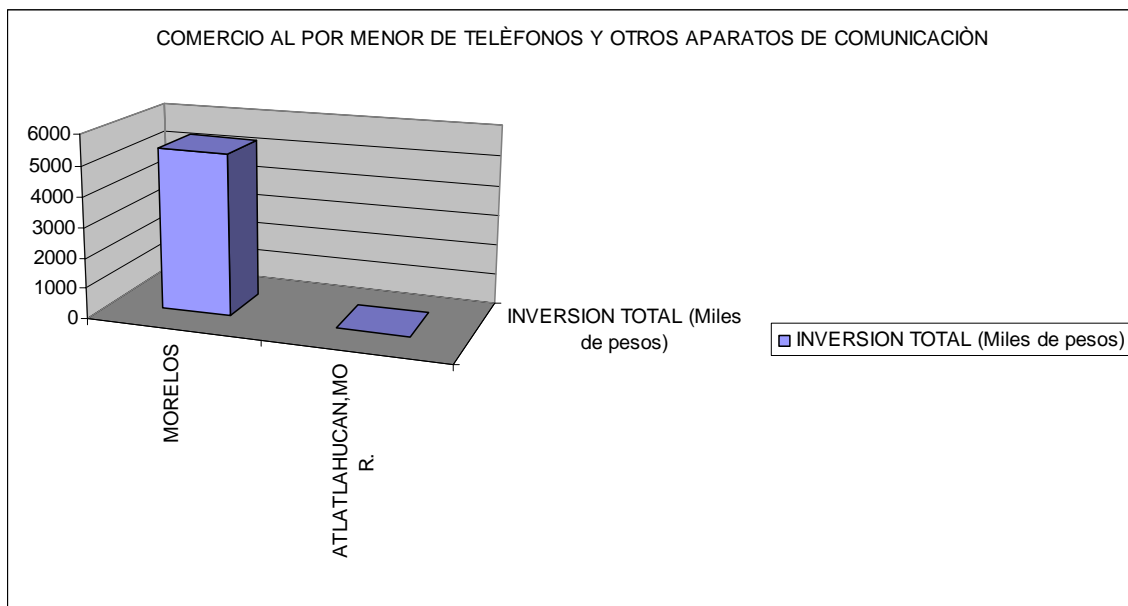 COMERCIO AL POR MENOR DE TELÈFONOS Y OTROS APARATOS DE COMUNICACIÒN
6000
5000
4000
3000
2000
1000
0
MORELOS
ATLATLAHUCAN,MO
R.
INVERSION TOTAL (Miles
de pesos)
INVERSION TOTAL (Miles de pesos)